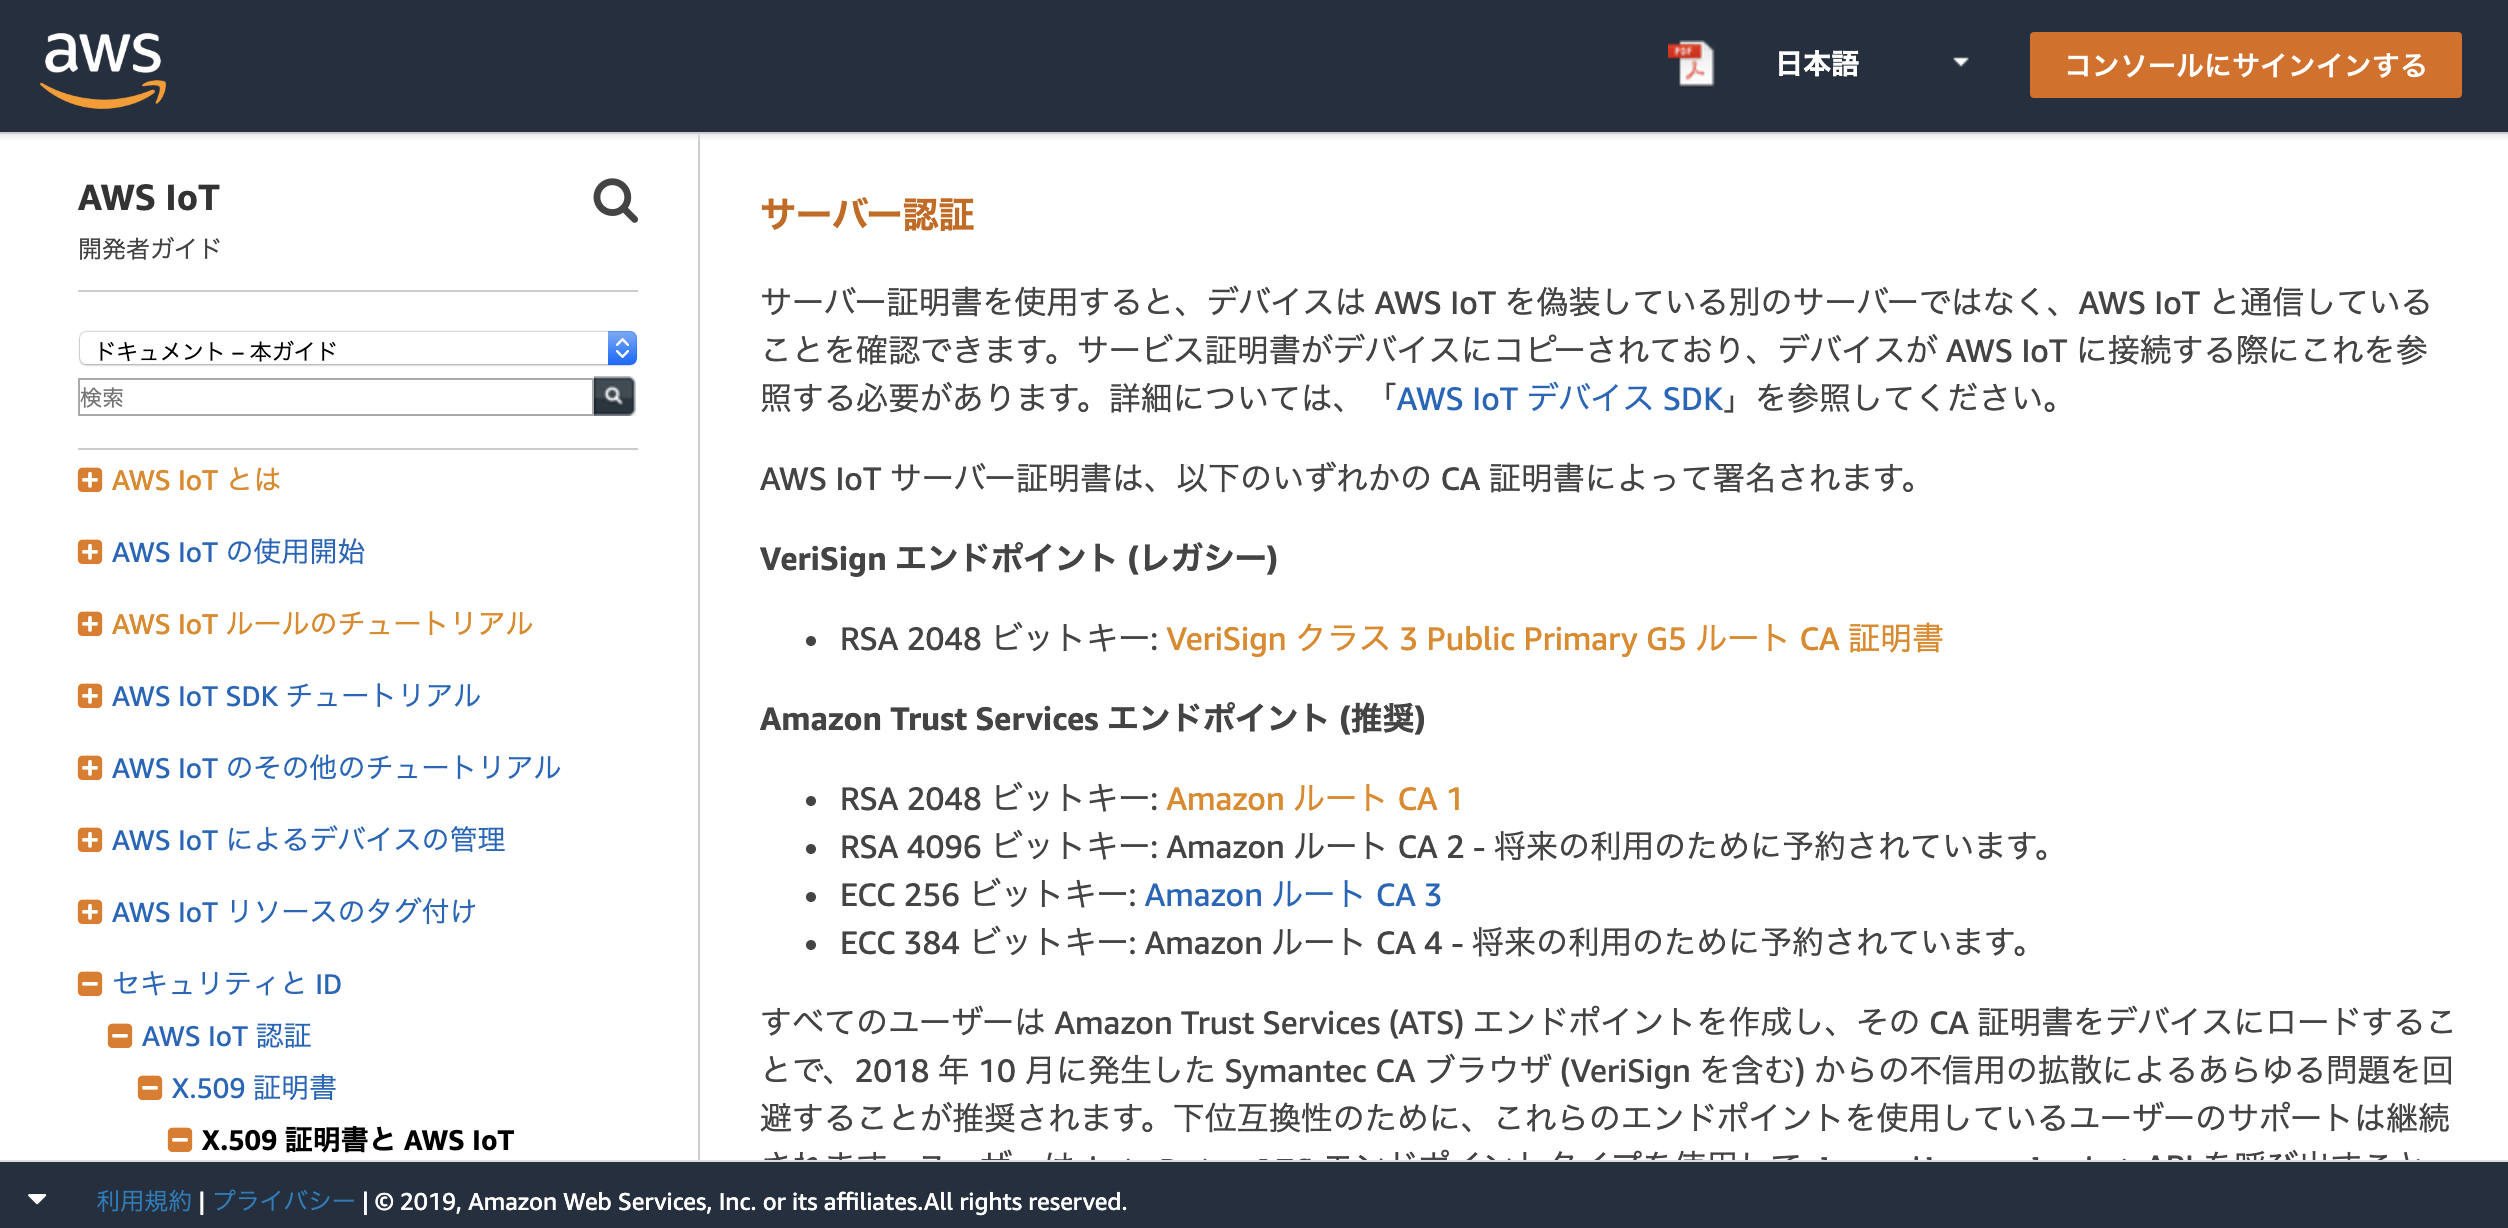 aws
PDF
日本語
コンソールにサインインする
AWS IoT
開発者ガイド
ドキュメント – 本ガイド
検索
AWS IoT とは
AWS IoT の使用開始
AWS IoT ルールのチュートリアル
AWS IoT SDK チュートリアル
AWS IoT のその他のチュートリアル
AWS IoT によるデバイスの管理
AWS IoT リソースのタグ付け
セキュリティと ID
AWS IoT 認証
X.509 証明書
X.509 証明書と AWS IoT
サーバー認証
サーバー証明書を使用すると、デバイスは AWS IoT を偽装している別のサーバーではなく、AWS IoT と通信している
ことを確認できます。サービス証明書がデバイスにコピーされており、デバイスが AWS IoT に接続する際にこれを参
照する必要があります。詳細については、「AWS IoT デバイス SDK」を参照してください。
AWS IoT サーバー証明書は、以下のいずれかの CA 証明書によって署名されます。
VeriSign エンドポイント (レガシー)
• RSA 2048 ビットキー: VeriSign クラス 3 Public Primary G5 ルート CA 証明書
Amazon Trust Services エンドポイント (推奨)
• RSA 2048 ビットキー: Amazon ルート CA 1
• RSA 4096 ビットキー: Amazon ルート CA 2 - 将来の利用のために予約されています。
• ECC 256 ビットキー: Amazon ルート CA 3
• ECC 384 ビットキー: Amazon ルート CA 4 - 将来の利用のために予約されています。
すべてのユーザーは Amazon Trust Services (ATS) エンドポイントを作成し、その CA 証明書をデバイスにロードするこ
とで、2018 年 10 月に発生した Symantec CA ブラウザ (VeriSign を含む) からの不信用の拡散によるあらゆる問題を回
避することが推奨されます。下位互換性のために、これらのエンドポイントを使用しているユーザーのサポートは継続
利用規約 | プライバシー | © 2019, Amazon Web Services, Inc. or its affiliates.All rights reserved.